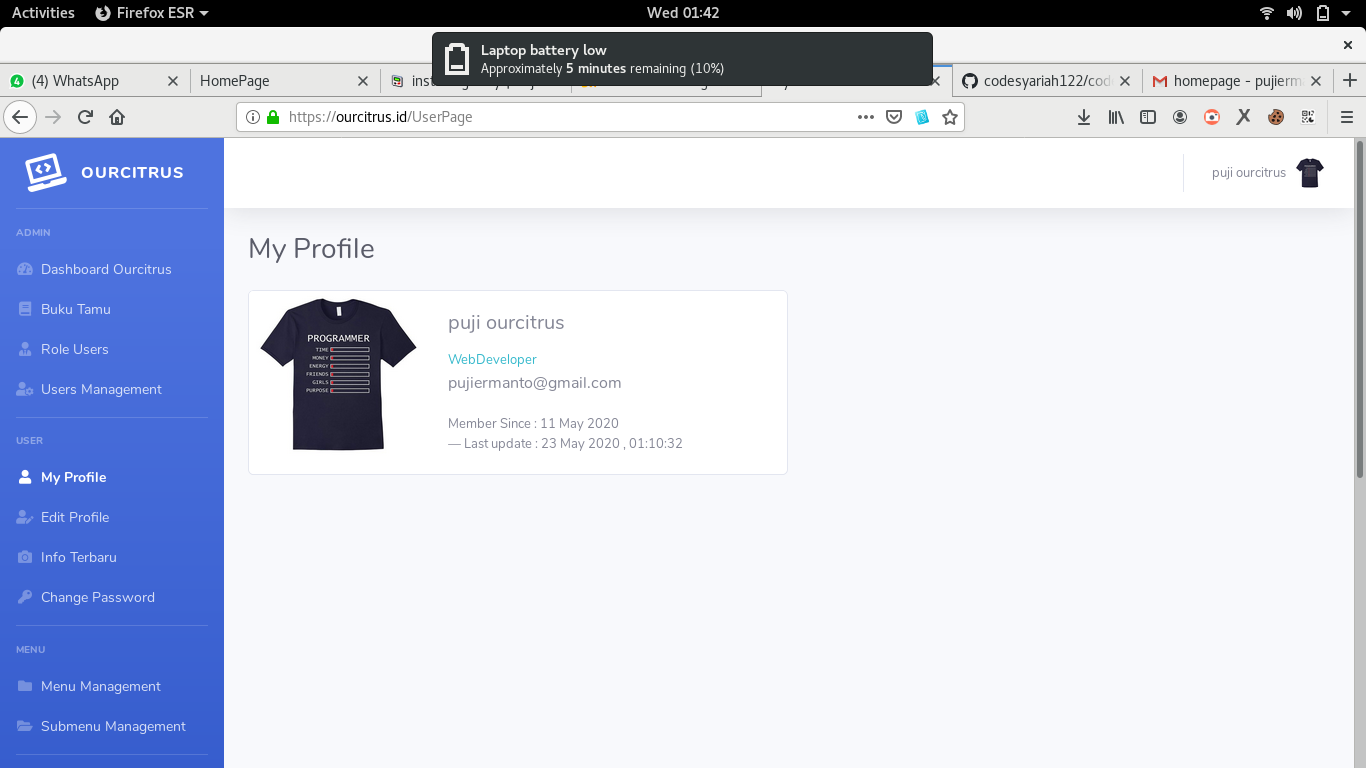 Activities Firefox ESR Wed 01:42
Laptop battery low
Approximately 5 minutes remaining (10%)
(4) WhatsApp HomePage codesyariah122/cod homepage - pujierm
https://ourcitrus.id/UserPage
OURCITRUS
puji ourcitrus
ADMIN
Dashboard Ourcitrus
Buku Tamu
Role Users
Users Management
USER
My Profile
Edit Profile
Info Terbaru
Change Password
MENU
Menu Management
Submenu Management
My Profile
PROGRAMMER
TIME
MONEY
ENERGY
FRIENDS
GIRLS
PURPOSE
puji ourcitrus
WebDeveloper
pujiermanto@gmail.com
Member Since : 11 May 2020
— Last update : 23 May 2020 , 01:10:32